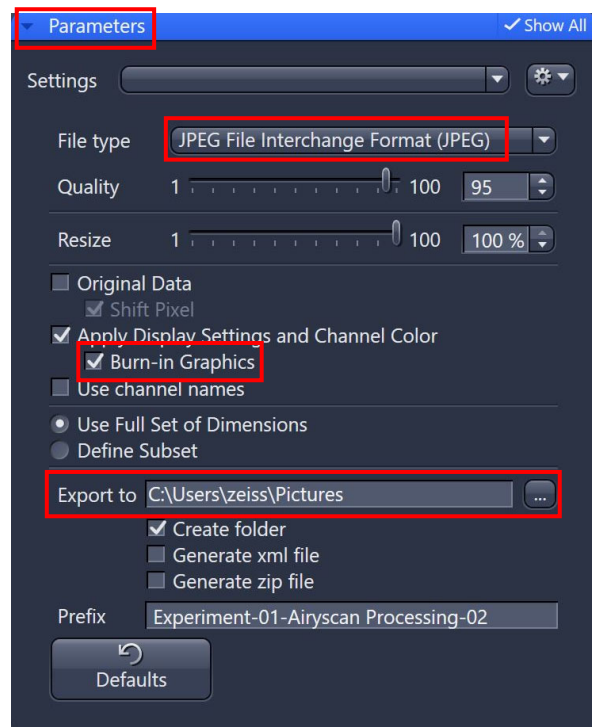 Parameters Show All
Settings
File type JPEG File Interchange Format (JPEG)
Quality 1 100 95
Resize 1 100 100 %
Original Data
Shift Pixel
Apply Display Settings and Channel Color
Burn-in Graphics
Use channel names
Use Full Set of Dimensions
Define Subset
Export to C:\Users\zeiss\Pictures ...
Create folder
Generate xml file
Generate zip file
Prefix Experiment-01-Airyscan Processing-02
Defaults